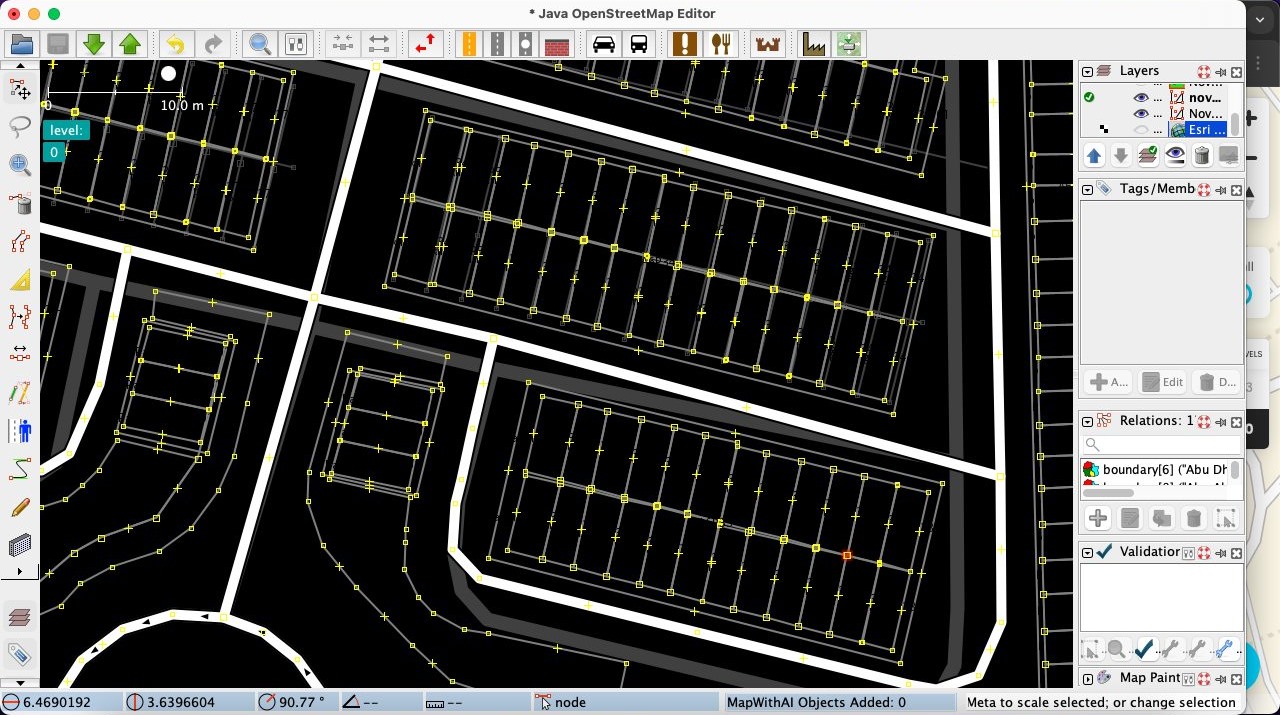 * Java OpenStreetMap Editor
0
10.0 m
level:
0
Layers
nov...
Nov...
Esri ...
Tags/Memb
A...
Edit
D...
Relations: 1
boundary[6] ("Abu Dh
Validation
Map Paint
6.4690192
3.6396604
90.77 °
--
--
node
MapWithAI Objects Added: 0
Meta to scale selected; or change selection